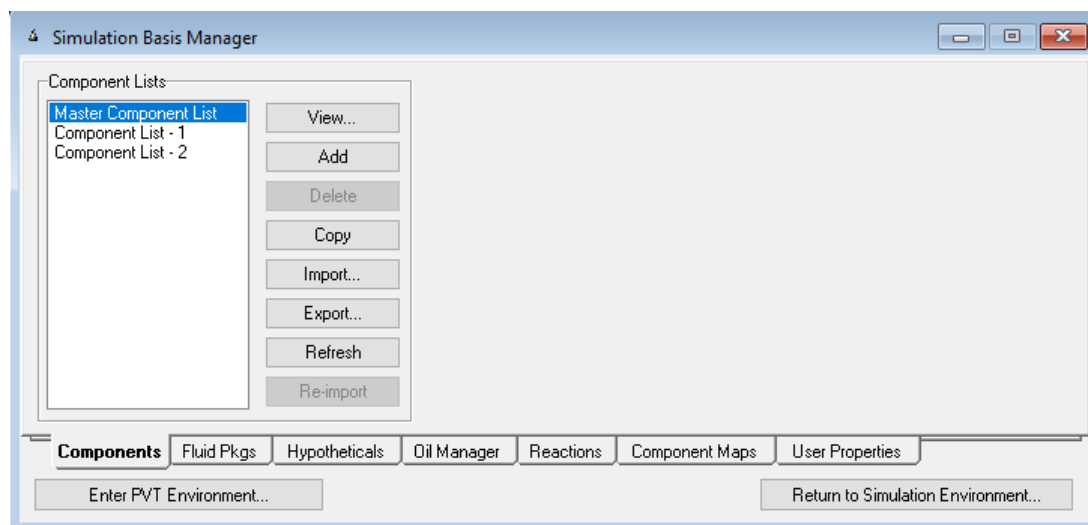 Simulation Basis Manager
Component Lists
Master Component List
Component List - 1
Component List - 2
View...
Add
Delete
Copy
Import...
Export...
Refresh
Re-import
Components Fluid Pkgs Hypotheticals Oil Manager Reactions Component Maps User Properties
Enter PVT Environment... Return to Simulation Environment...